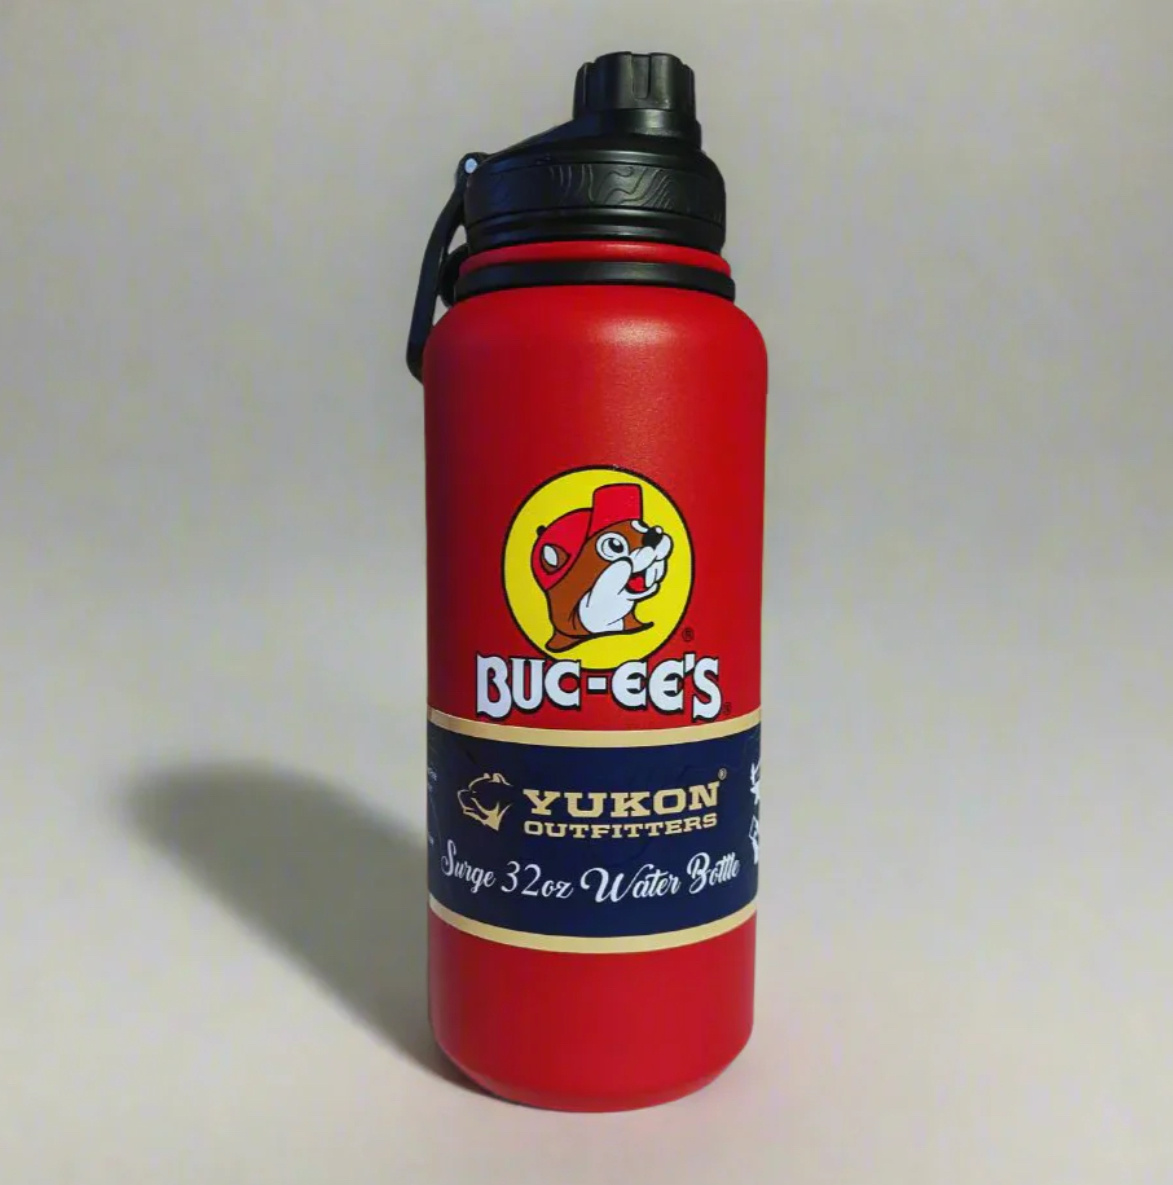 ®
BUC-EE'S®
YUKON®
OUTFITTERS
Surge 32oz Water Bottle